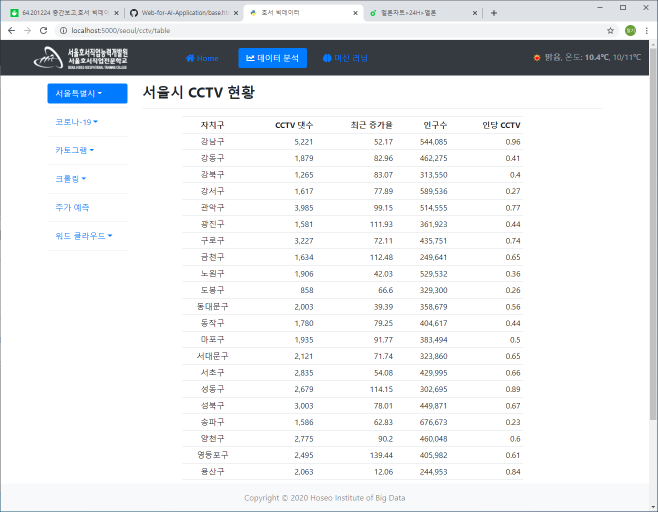 64.201224 중간보고,호서 빅데이터
Web-for-AI-Application/base.ht
호서 빅데이터
멜론차트>24H>멜론
localhost:5000/seoul/cctv/table
서울호서직업능력개발원
서울호서직업전문학교
Home
데이터 분석
머신 러닝
맑음, 온도: 10.4℃, 10/11℃
서울특별시
코로나-19
카토그램
크롤링
주가 예측
워드 클라우드
서울시 CCTV 현황
자치구 CCTV 댓수 최근 증가율 인구수 인당 CCTV
강남구 5,221 52.17 544,085 0.96
강동구 1,879 82.96 462,275 0.41
강북구 1,265 83.07 313,550 0.4
강서구 1,617 77.89 589,536 0.27
관악구 3,985 99.15 514,555 0.77
광진구 1,581 111.93 361,923 0.44
구로구 3,227 72.11 435,751 0.74
금천구 1,634 112.48 249,641 0.65
노원구 1,906 42.03 529,532 0.36
도봉구 858 66.6 329,300 0.26
동대문구 2,003 39.39 358,679 0.56
동작구 1,780 79.25 404,617 0.44
마포구 1,935 91.77 383,494 0.5
서대문구 2,121 71.74 323,860 0.65
서초구 2,835 54.08 429,995 0.66
성동구 2,679 114.15 302,695 0.89
성북구 3,003 78.01 449,871 0.67
송파구 1,586 62.83 676,673 0.23
양천구 2,775 90.2 460,048 0.6
영등포구 2,495 139.44 405,982 0.61
용산구 2,063 12.06 244,953 0.84
Copyright © 2020 Hoseo Institute of Big Data